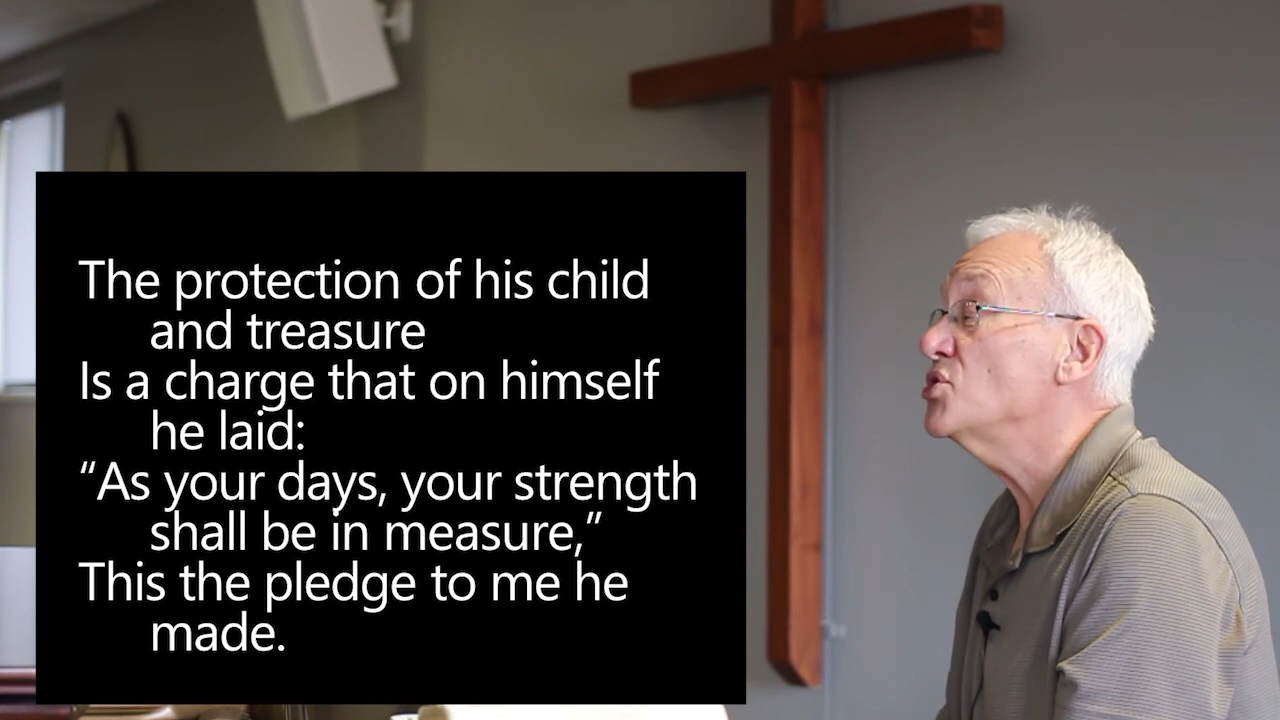 The protection of his child
and treasure
Is a charge that on himself
he laid:
“As your days, your strength
shall be in measure,”
This the pledge to me he
made.